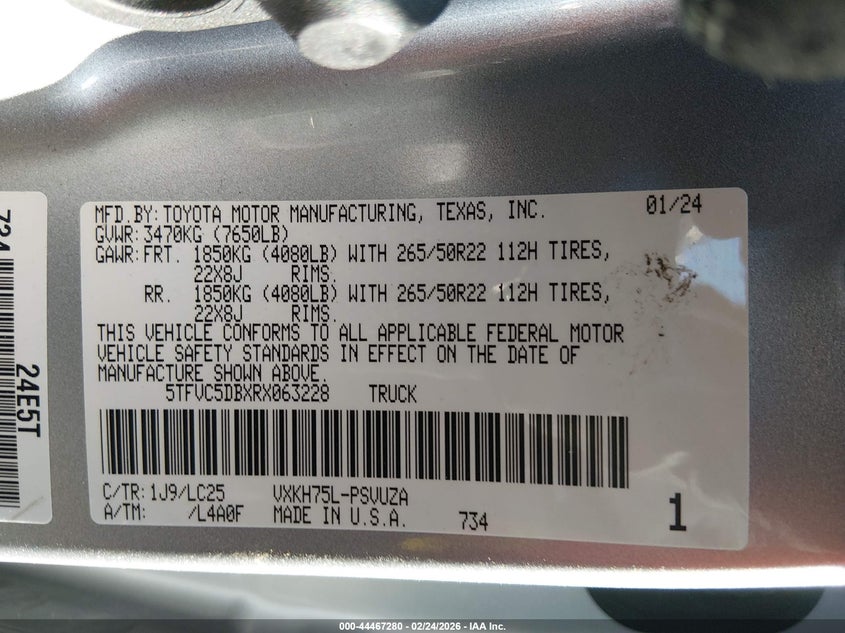 MFD.BY: TOYOTA MOTOR MANUFACTURING, TEXAS, INC. 01/24
GVWR: 3470KG (7650LB)
GAWR: FRT. 1850KG (4080LB) WITH 265/50R22 112H TIRES,
22X8J RIMS.
RR. 1850KG (4080LB) WITH 265/50R22 112H TIRES,
22X8J RIMS.
THIS VEHICLE CONFORMS TO ALL APPLICABLE FEDERAL MOTOR
VEHICLE SAFETY STANDARDS IN EFFECT ON THE DATE OF
MANUFACTURE SHOWN ABOVE.
5TFVC5DBXRX063228 TRUCK
C/TR: 1J9/LC25 VXKH75L-PSVUZA
A/TM: /L4A0F MADE IN U.S.A. 734 1
24E5T
000-44467280 - 02/24/2026 - IAA Inc.